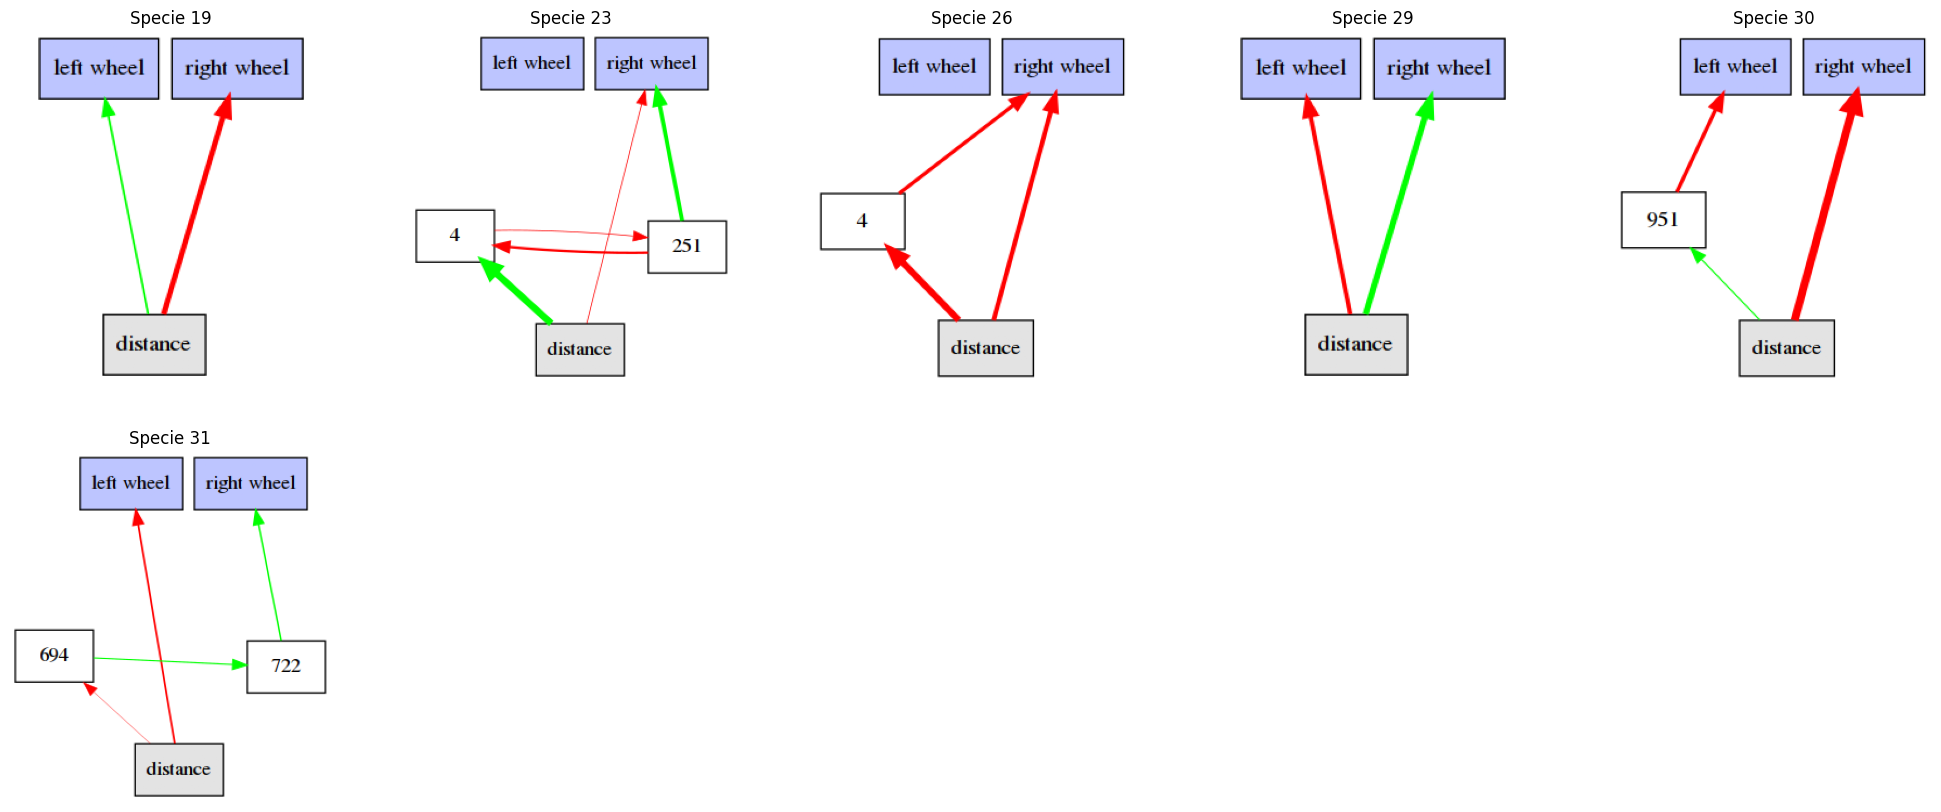 Specie 19
left wheel
right wheel
distance
Specie 23
left wheel
right wheel
4
251
distance
Specie 26
left wheel
right wheel
4
distance
Specie 29
left wheel
right wheel
distance
Specie 30
left wheel
right wheel
951
distance
Specie 31
left wheel
right wheel
694
722
distance